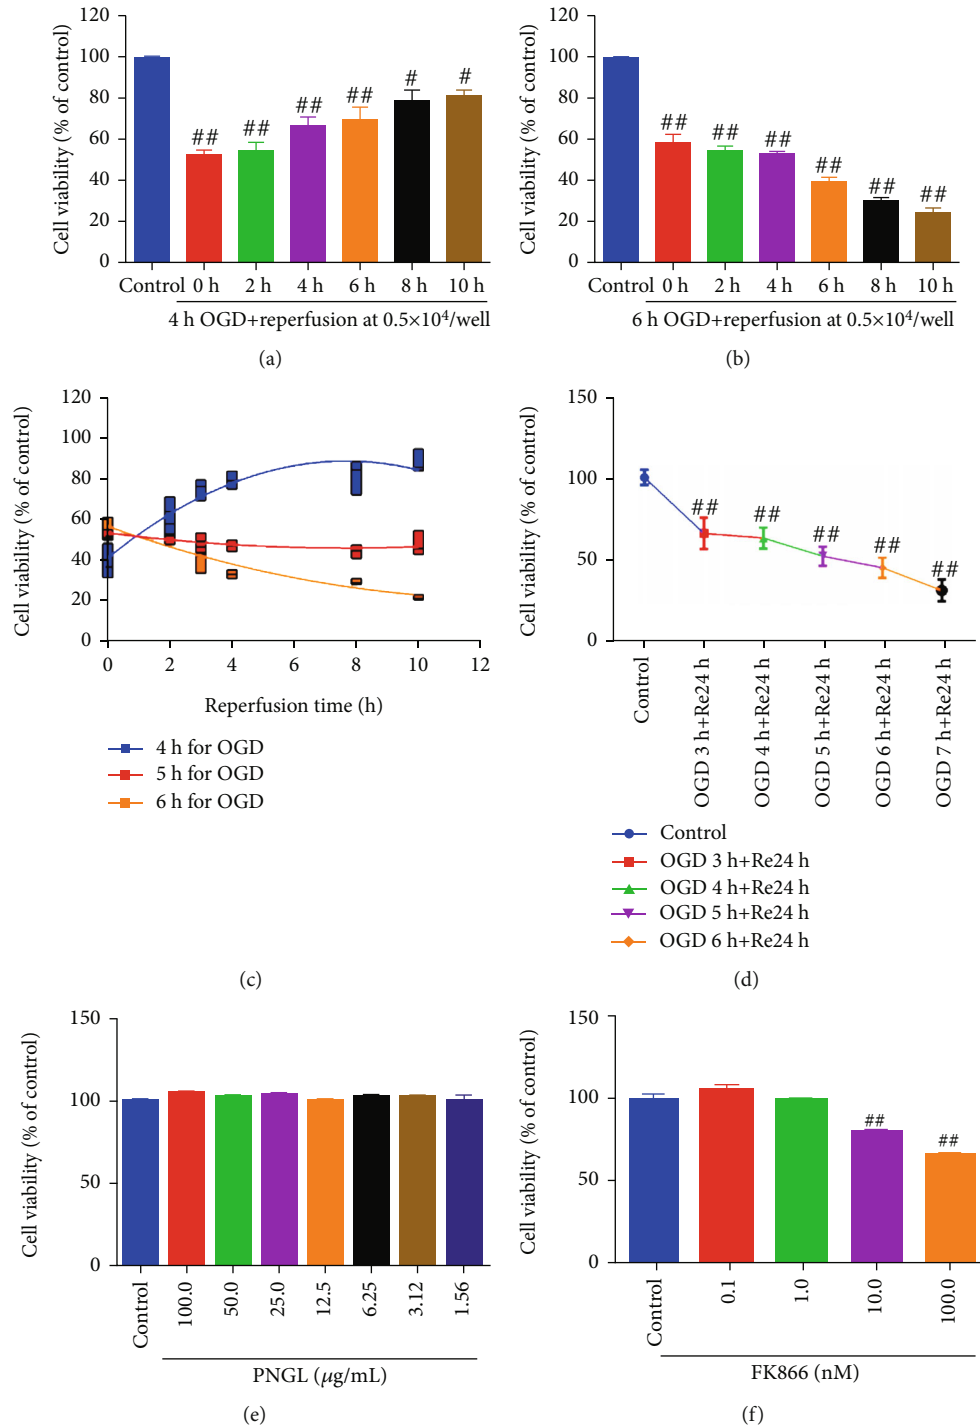 Cell viability (% of control)
120
100
80
60
40
20
0
##
##
##
##
#
#
Control 0 h 2 h 4 h 6 h 8 h 10 h
4 h OGD+reperfusion at 0.5×10⁴/well
(a)
Cell viability (% of control)
120
100
80
60
40
20
0
##
##
##
##
##
##
Control 0 h 2 h 4 h 6 h 8 h 10 h
6 h OGD+reperfusion at 0.5×10⁴/well
(b)
Cell viability (% of control)
120
100
80
60
40
20
0
0 2 4 6 8 10 12
Reperfusion time (h)
4 h for OGD
5 h for OGD
6 h for OGD
(c)
Cell viability (% of control)
150
100
50
0
##
##
##
##
##
Control
OGD 3 h+Re24 h
OGD 4 h+Re24 h
OGD 5 h+Re24 h
OGD 6 h+Re24 h
OGD 7 h+Re24 h
Control
OGD 3 h+Re24 h
OGD 4 h+Re24 h
OGD 5 h+Re24 h
OGD 6 h+Re24 h
(d)
Cell viability (% of control)
150
100
50
0
Control
100.0
50.0
25.0
12.5
6.25
3.12
1.56
PNGL (μg/mL)
(e)
Cell viability (% of control)
150
100
50
0
##
##
Control
0.1
1.0
10.0
100.0
FK866 (nM)
(f)